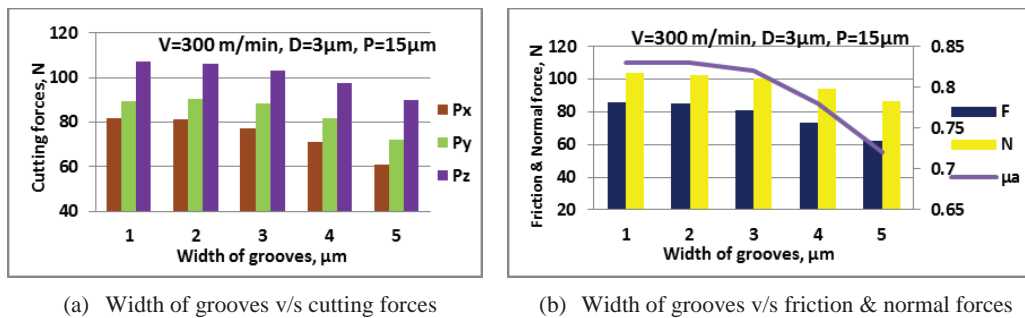 V=300 m/min, D=3µm, P=15µm
Cutting forces, N
120
100
80
60
40
1 2 3 4 5
Width of grooves, µm
Px
Py
Pz
(a) Width of grooves v/s cutting forces
V=300 m/min, D=3µm, P=15µm
Friction & Normal force, N
120
100
80
60
40
20
0.85
0.8
0.75
0.7
0.65
1 2 3 4 5
Width of grooves, µm
F
N
µa
(b) Width of grooves v/s friction & normal forces